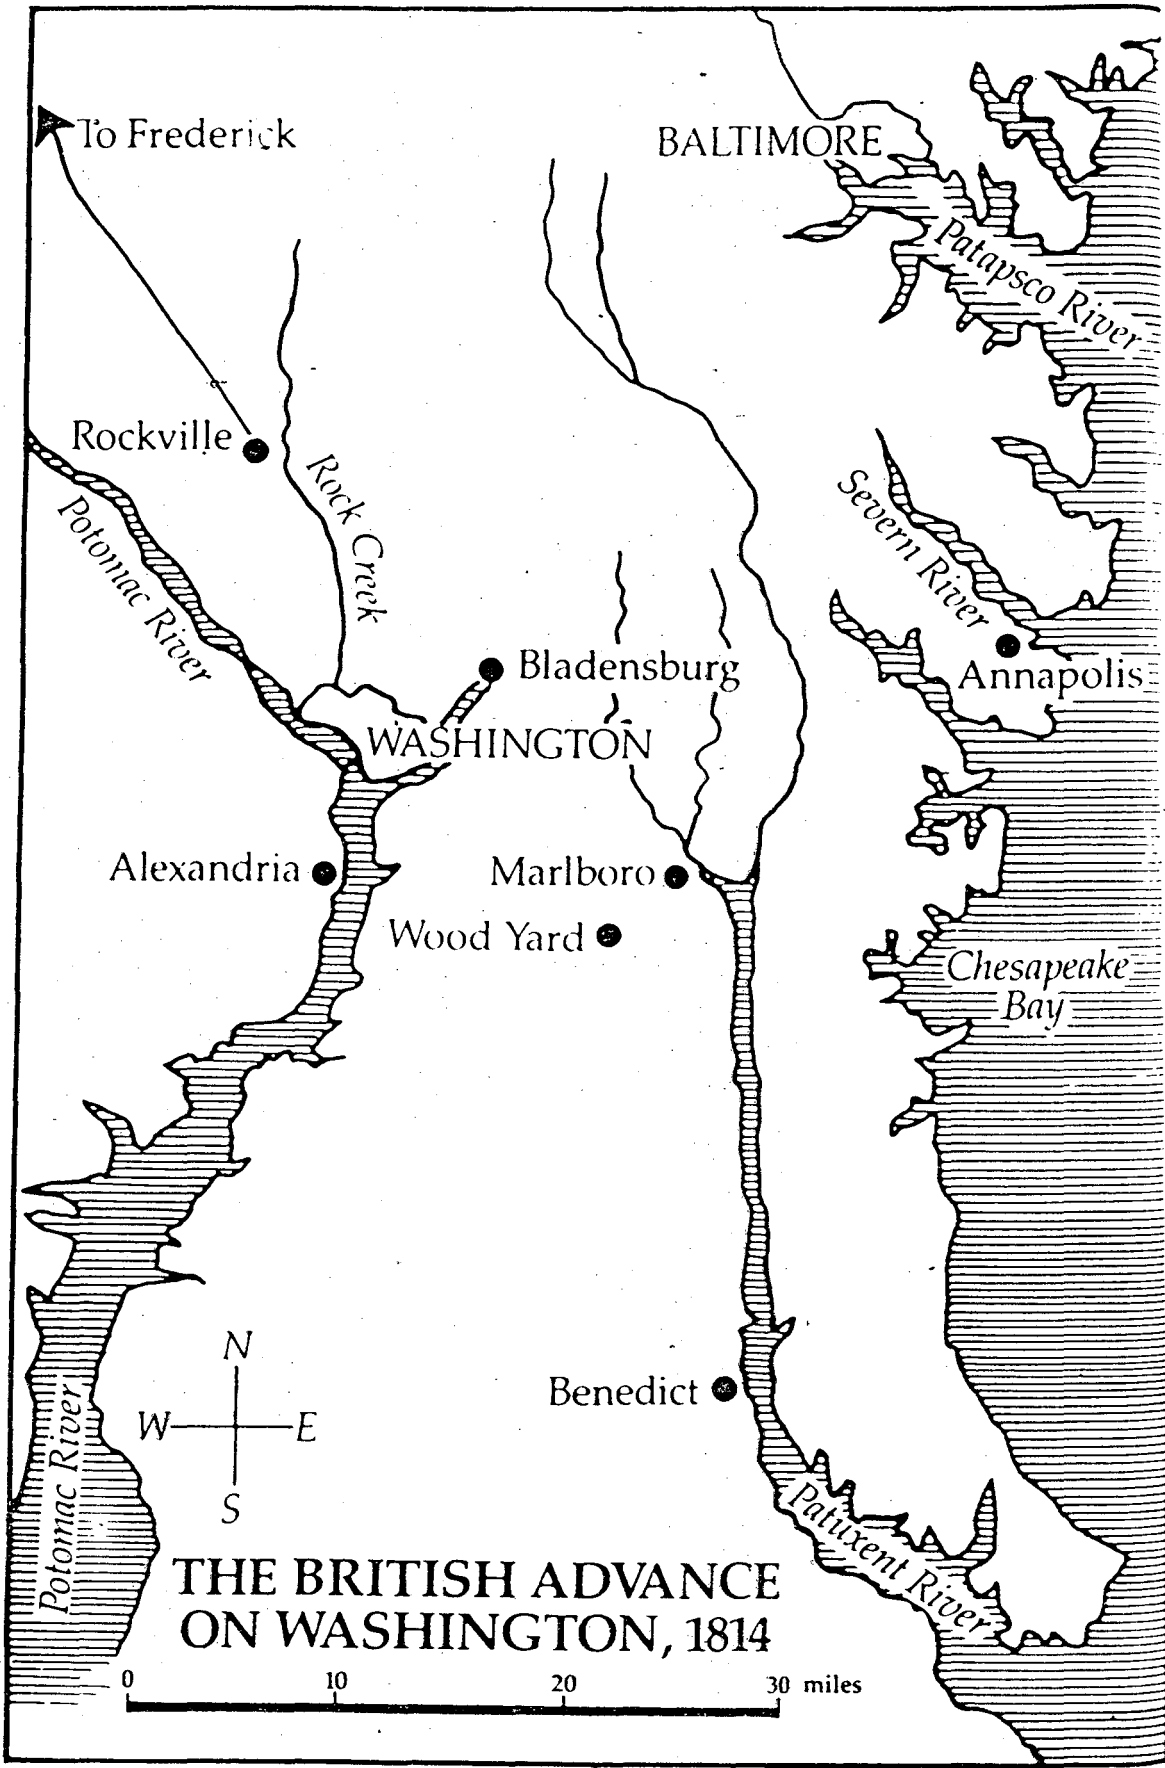 To Frederick
BALTIMORE
Patapsco River
Rockville
Rock Creek
Potomac River
Severn River
Bladensburg
Annapolis
WASHINGTON
Alexandria
Marlboro
Wood Yard
Chesapeake
Bay
N
W
E
S
Benedict
Potomac River
Patuxent River
THE BRITISH ADVANCE
ON WASHINGTON, 1814
0 10 20 30 miles